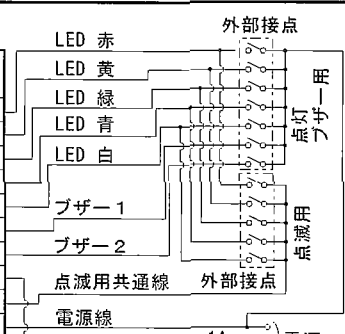 外部接点
LED 赤
LED 黄
LED 緑
LED 青
LED 白
点灯
ブザー用
ブザー1
ブザー2
点滅用
点滅用共通線
外部接点
電源線